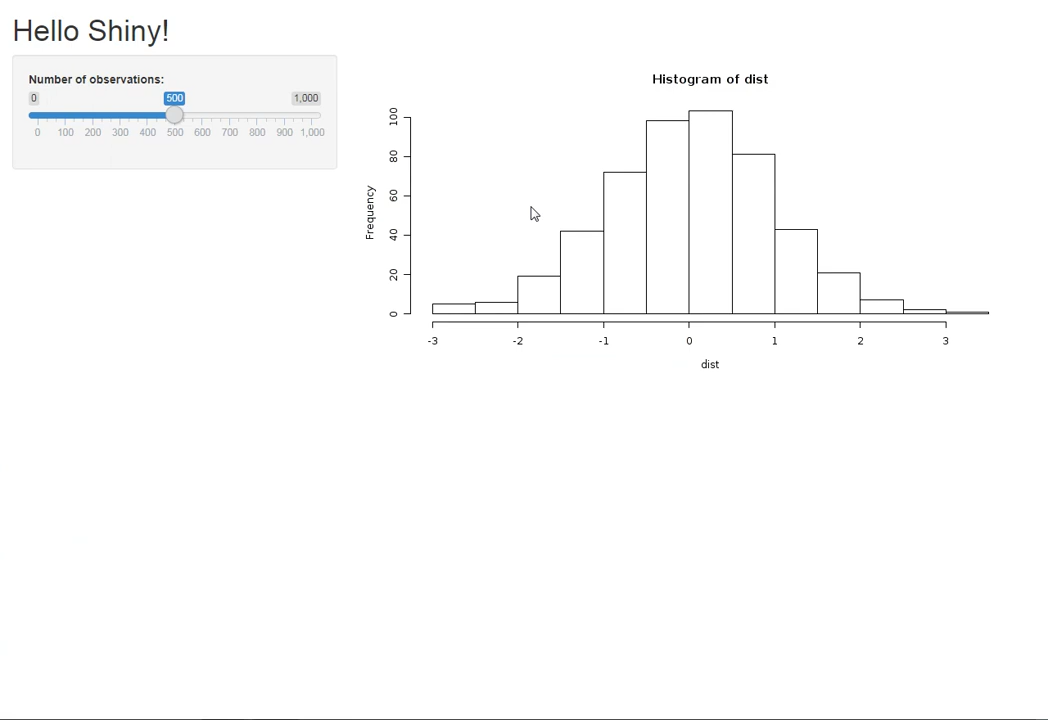 Hello Shiny!
Number of observations:
0 500 1,000
0 100 200 300 400 500 600 700 800 900 1,000
Histogram of dist
Frequency
100
80
60
40
20
0
-3 -2 -1 0 1 2 3
dist